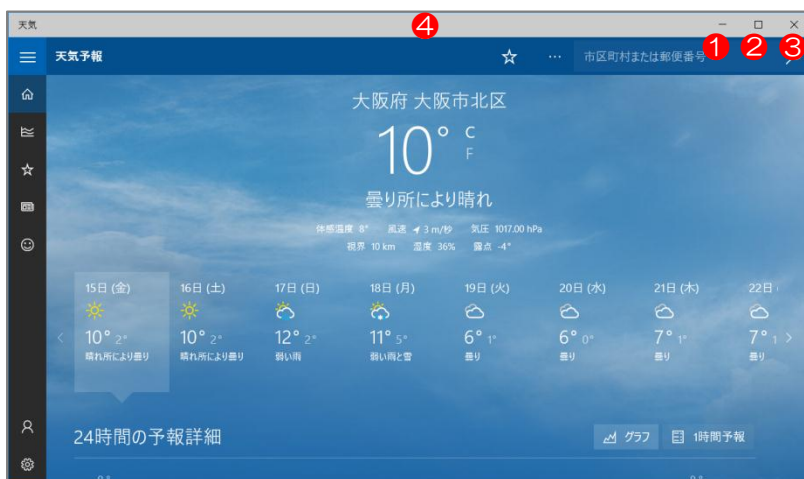 天気
④
天気予報
市区町村または郵便番号
① ② ③
大阪府 大阪市北区
10° C
F
曇り所により晴れ
体感温度 8° 風速 3 m/秒 気圧 1017.00 hPa
視界 10 km 湿度 36% 露点 -4°
15日 (金) 16日 (土) 17日 (日) 18日 (月) 19日 (火) 20日 (水) 21日 (木) 22日
10° 2° 10° 2° 12° 2° 11° 5° 6° 1° 6° 0° 7° 1° 7° 1
晴れ所により曇り 晴れ所により曇り 弱い雨 弱い雨と雪 曇り 曇り 曇り 曇り
24時間の予報詳細 グラフ 1時間予報